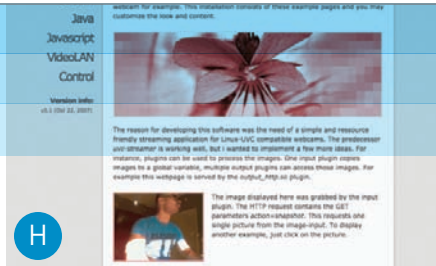 webcam for example. This installation consists of these example pages and you may
customize the look and content.
Java
Javascript
VideoLAN
Control
Version info:
v0.1 (Oct 22, 2007)
The reason for developing this software was the need of a simple and ressource
friendly streaming application for Linux-UVC compatible webcams. The predecessor
uvc-streamer is working well, but i wanted to implement a few more ideas. For
instance, plugins can be used to process the images. One input plugin copies
images to a global variable, multiple output plugins can access those images. For
example this webpage is served by the output_http.so plugin.
The image displayed here was grabbed by the input
plugin. The HTTP request contains the GET
parameters action=snapshot. This requests one
single picture from the image-input. To display
another example, just click on the picture.
H